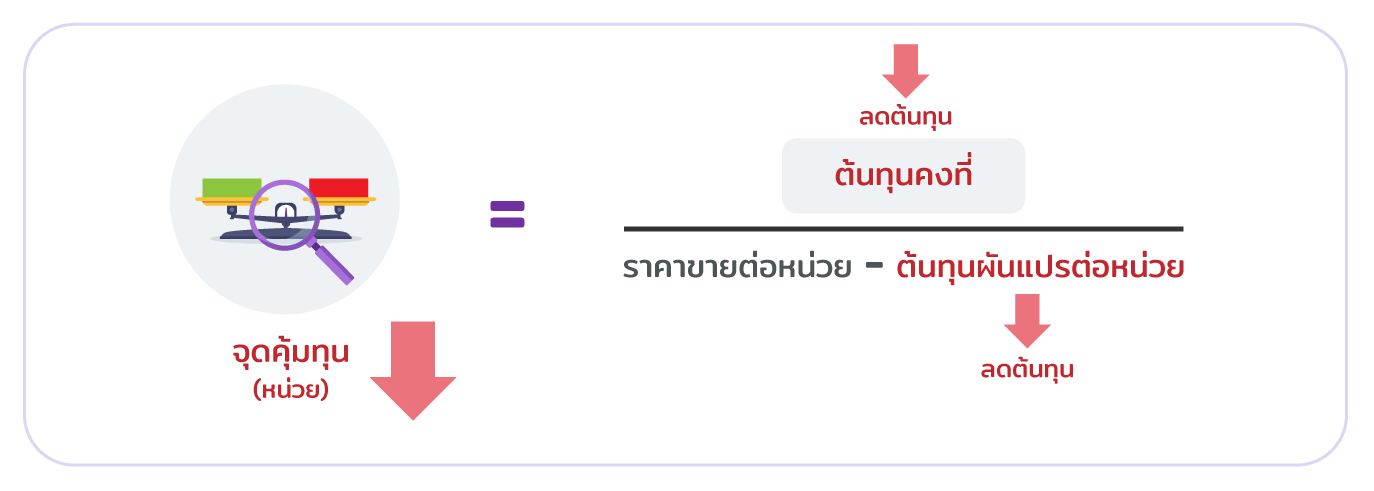 จุดคุ้มทุน
(หน่วย)
=
ลดต้นทุน
ต้นทุนคงที่
ราคาขายต่อหน่วย - ต้นทุนผันแปรต่อหน่วย
ลดต้นทุน